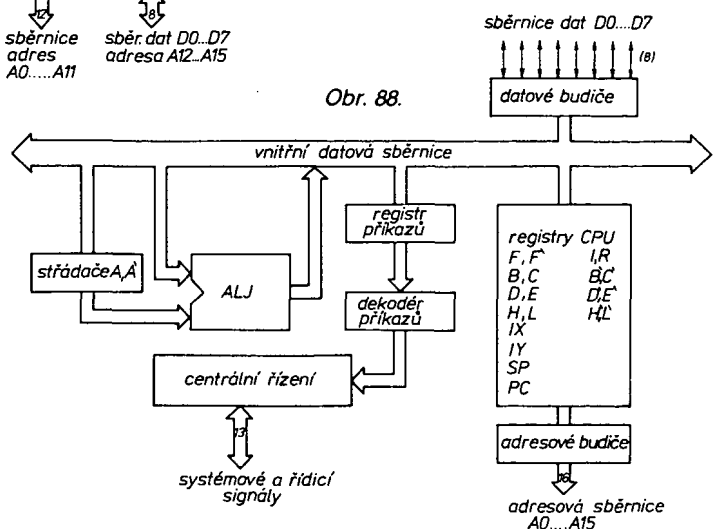 12
sběrnice
adres
A0.....A11
8
sběr. dat D0...D7
adresa A12...A15
Obr. 88.
sběrnice dat D0....D7
(8)
datové budiče
vnitřní datová sběrnice
střádače A,A'
ALJ
registr
příkazů
dekodér
příkazů
centrální řízení
13
systémové a řídicí
signály
registry CPU
F, F' I,R
B, C B',C'
D, E D',E'
H, L H',L'
IX
IY
SP
PC
adresové budiče
16
adresová sběrnice
A0....A15